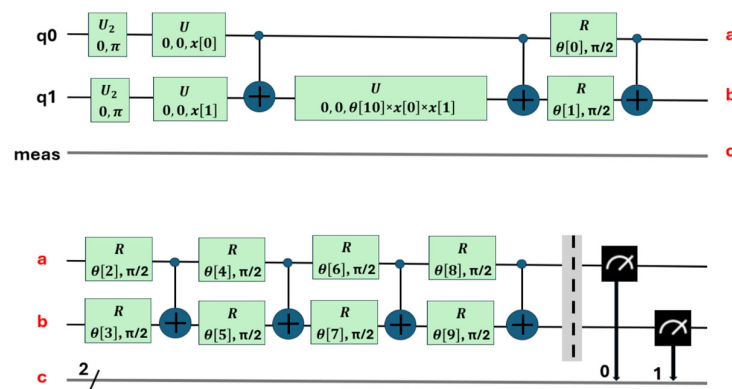 q0
U₂
0, π
U
0, 0, x[0]
R
θ[0], π/2
a
q1
U₂
0, π
U
0, 0, x[1]
U
0, 0, θ[10]×x[0]×x[1]
R
θ[1], π/2
b
meas
c
a
R
θ[2], π/2
R
θ[4], π/2
R
θ[6], π/2
R
θ[8], π/2
b
R
θ[3], π/2
R
θ[5], π/2
R
θ[7], π/2
R
θ[9], π/2
c
2
0
1